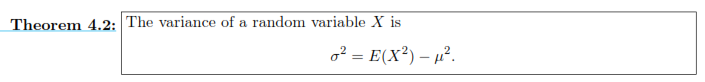 Theorem 4.2: The variance of a random variable X is
σ² = E(X²) − μ².